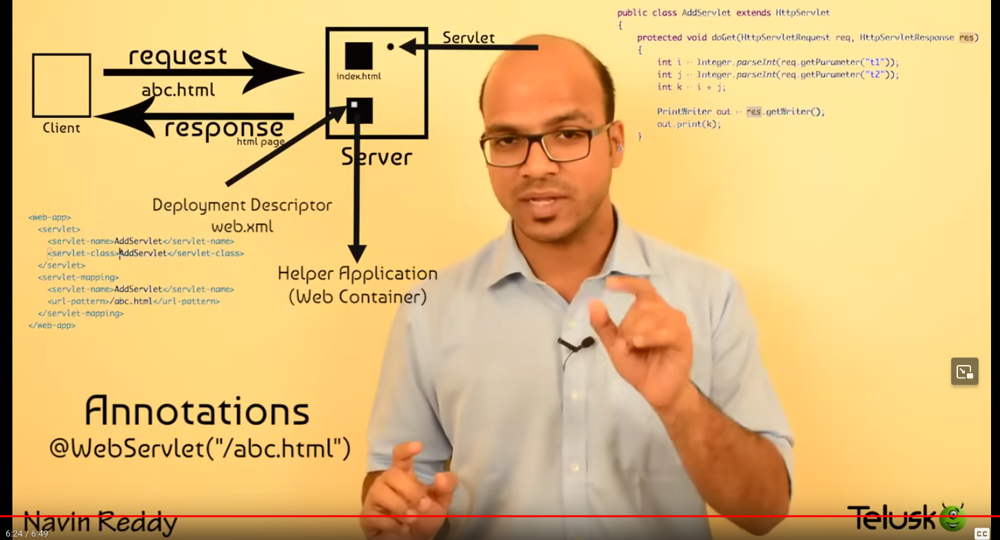 request
abc.html
Client
response
html page
index.html
Servlet
Server
Deployment Descriptor
web.xml
Helper Application
(Web Container)
public class AddServlet extends HttpServlet
{
protected void doGet(HttpServletRequest req, HttpServletResponse res)
{
int i = Integer.parseInt(req.getParameter("t1"));
int j = Integer.parseInt(req.getParameter("t2"));
int k = i + j;
PrintWriter out = res.getWriter();
out.print(k);
}
}
<web-app>
<servlet>
<servlet-name>AddServlet</servlet-name>
<servlet-class>AddServlet</servlet-class>
</servlet>
<servlet-mapping>
<servlet-name>AddServlet</servlet-name>
<url-pattern>/abc.html</url-pattern>
</servlet-mapping>
</web-app>
Annotations
@WebServlet("/abc.html")
Navin Reddy
Telusk
6:24 / 6:49
CC